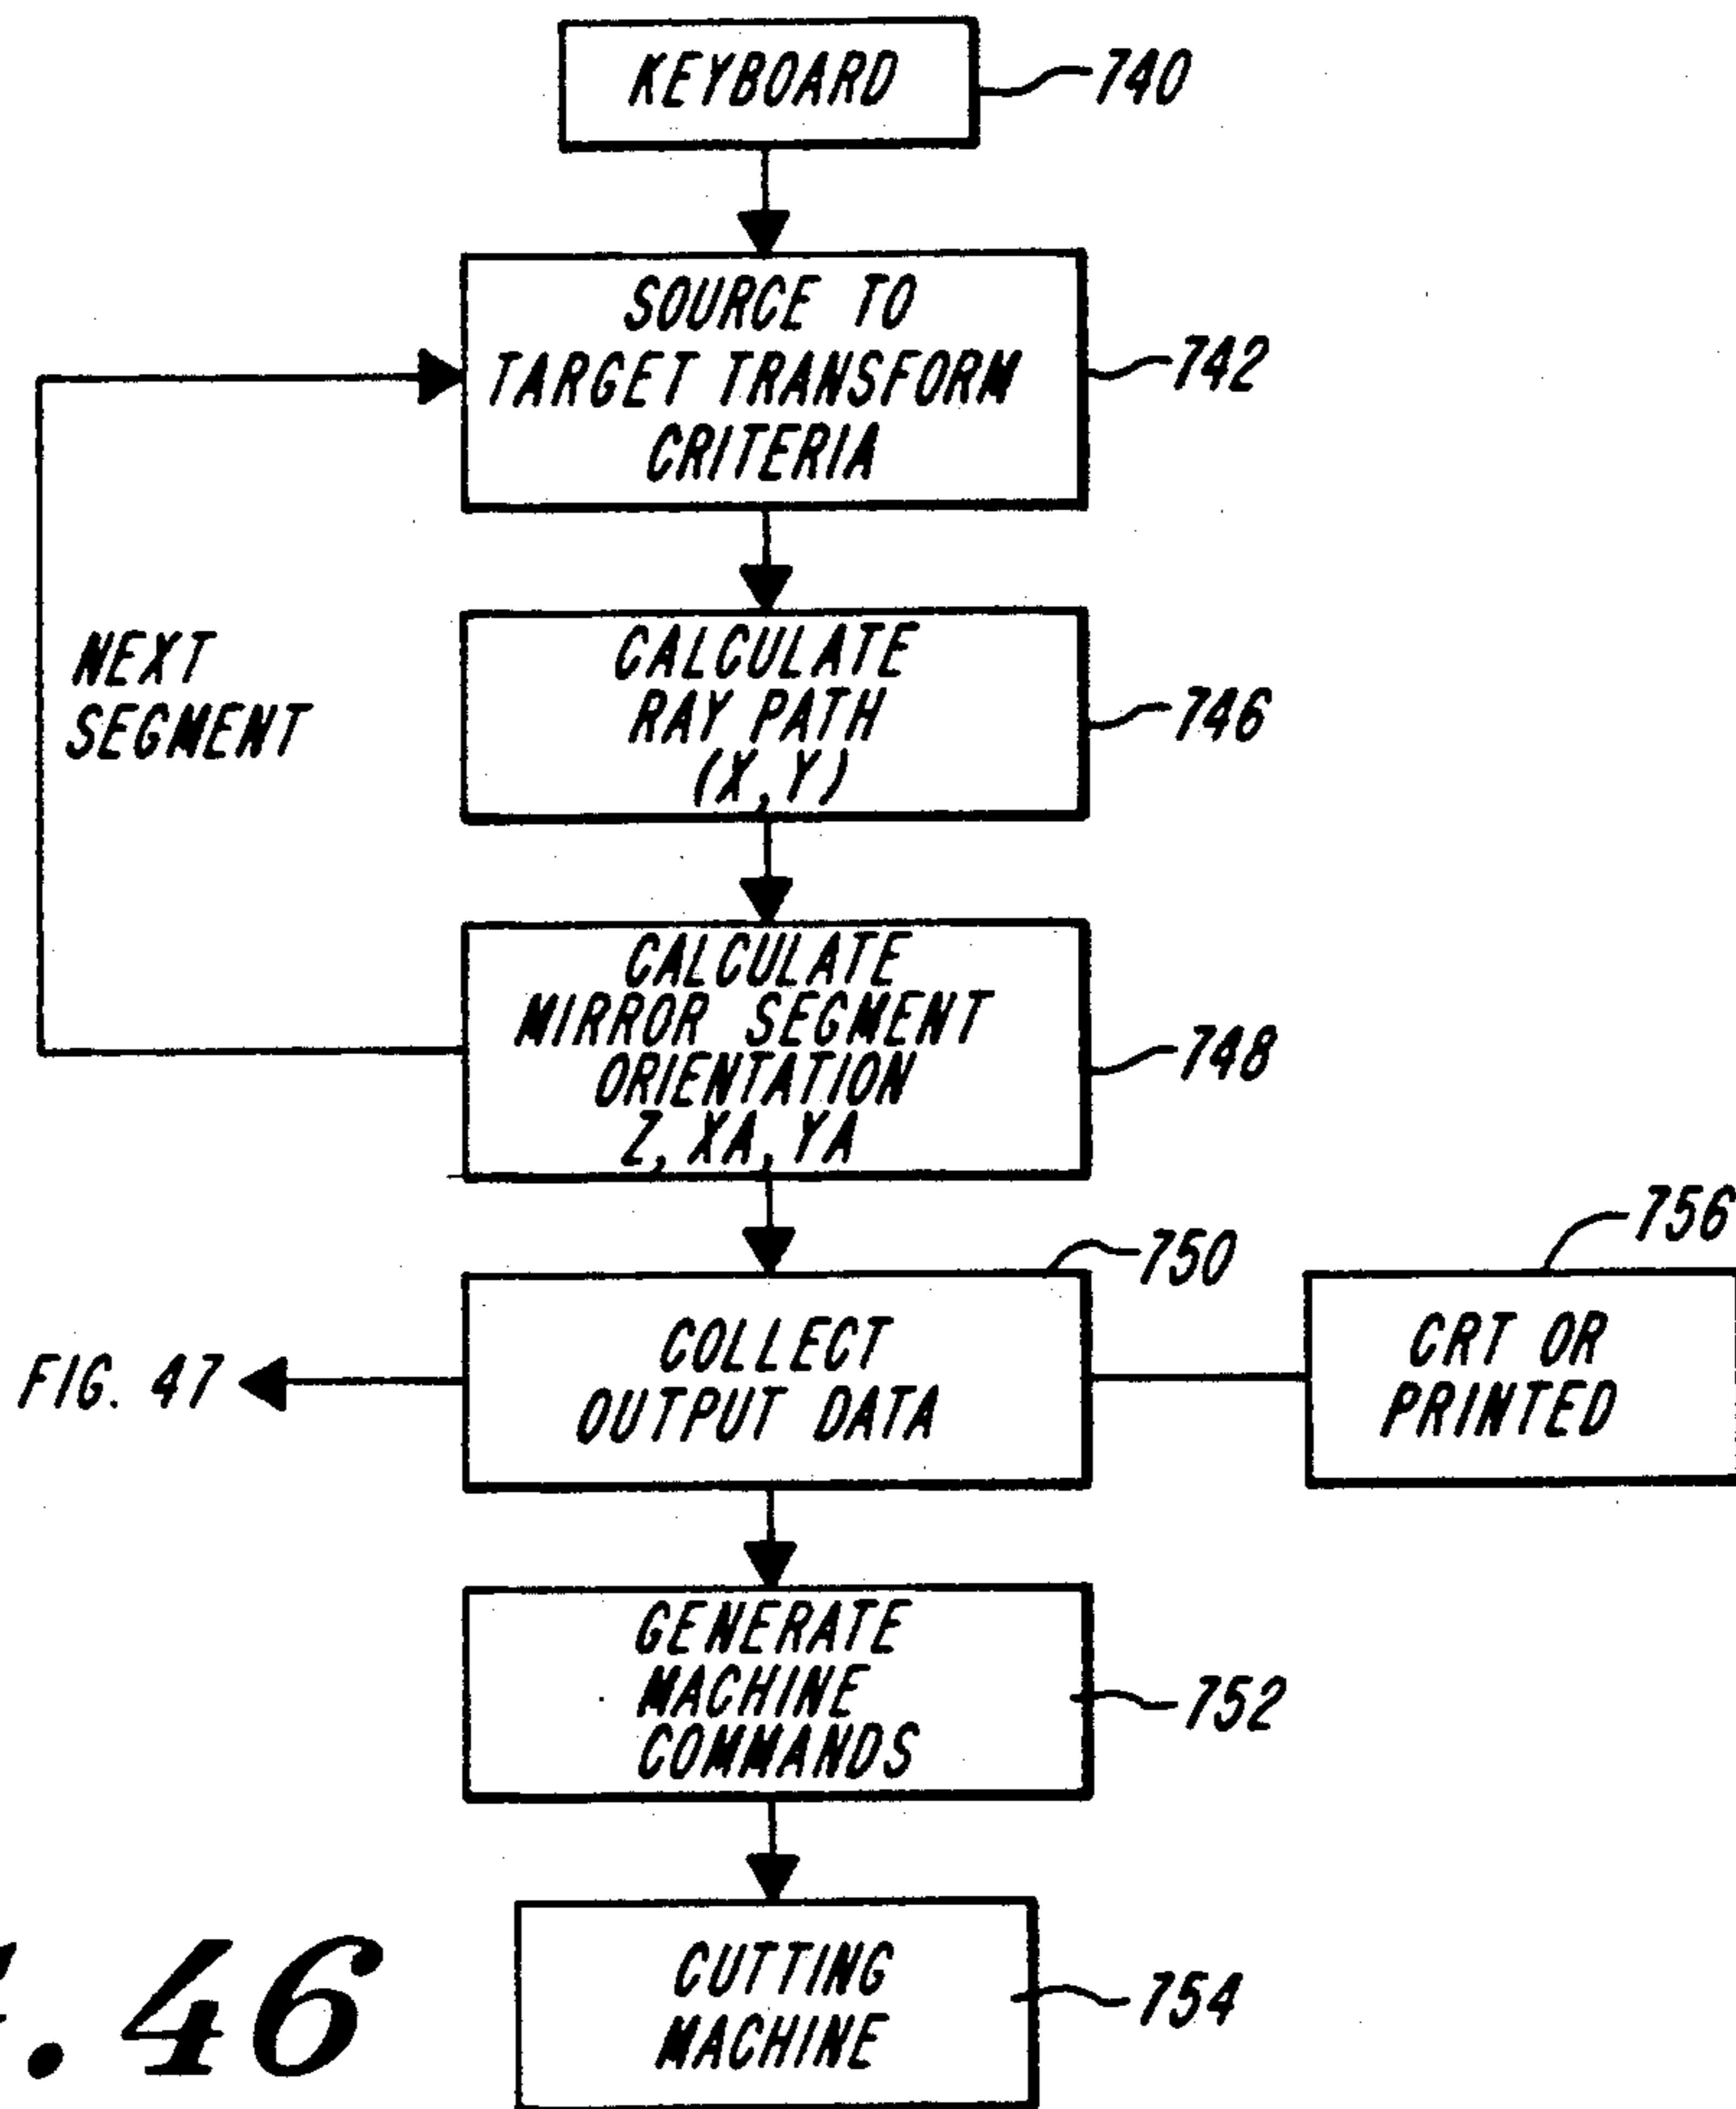 KEYBOARD
740
SOURCE TO
TARGET TRANSFORM
CRITERIA
742
NEXT
SEGMENT
CALCULATE
RAY PATH
(X,Y)
746
CALCULATE
MIRROR SEGMENT
ORIENTATION
Z, XA, YA
748
750
756
FIG. 47
COLLECT
OUTPUT DATA
CRT OR
PRINTED
GENERATE
MACHINE
COMMANDS
752
CUTTING
MACHINE
754
. 46